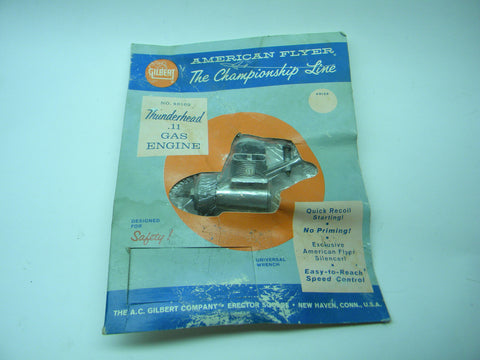 GILBERT
AMERICAN FLYER
The Championship Line
PRICE
Thunderhead
.11
GAS
ENGINE
Quick Recoil
Starting!
No Priming!
Exclusive
American Flyer
Silencer!
Easy-to-Reach
Speed Control
DESIGNED
FOR
Safety!
UNIVERSAL
WRENCH
THE A.C. GILBERT COMPANY • ERECTOR SQUARE • NEW HAVEN, CONN., U.S.A.